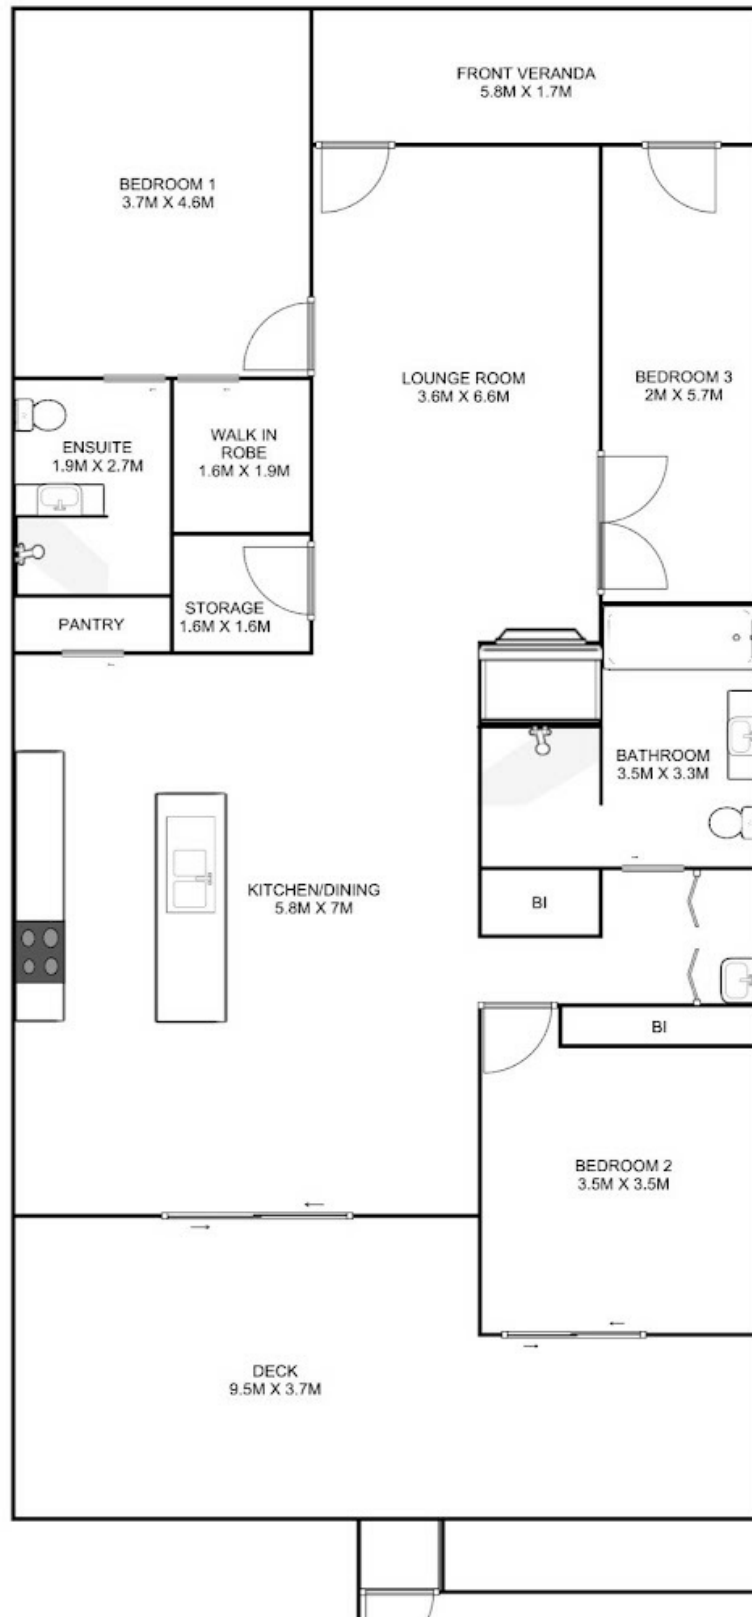 FRONT VERANDA
5.8M X 1.7M
BEDROOM 1
3.7M X 4.6M
LOUNGE ROOM
3.6M X 6.6M
BEDROOM 3
2M X 5.7M
ENSUITE
1.9M X 2.7M
WALK IN
ROBE
1.6M X 1.9M
STORAGE
1.6M X 1.6M
PANTRY
BATHROOM
3.5M X 3.3M
KITCHEN/DINING
5.8M X 7M
BI
BI
BEDROOM 2
3.5M X 3.5M
DECK
9.5M X 3.7M